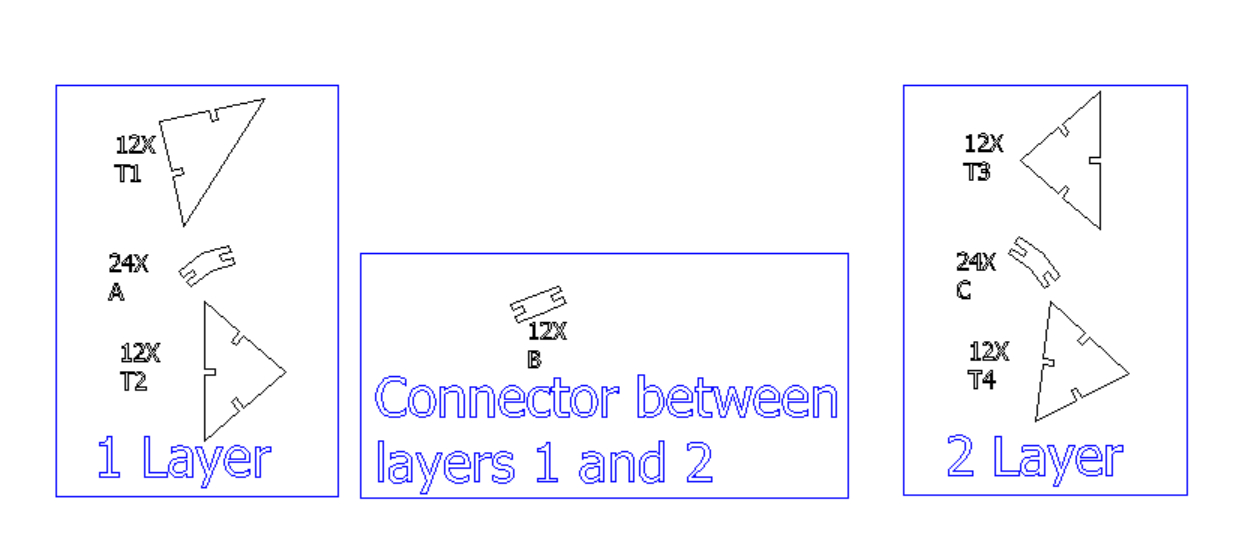 12X
T1
24X
A
12X
T2
1 Layer
12X
B
Connector between
layers 1 and 2
12X
T3
24X
C
12X
T4
2 Layer